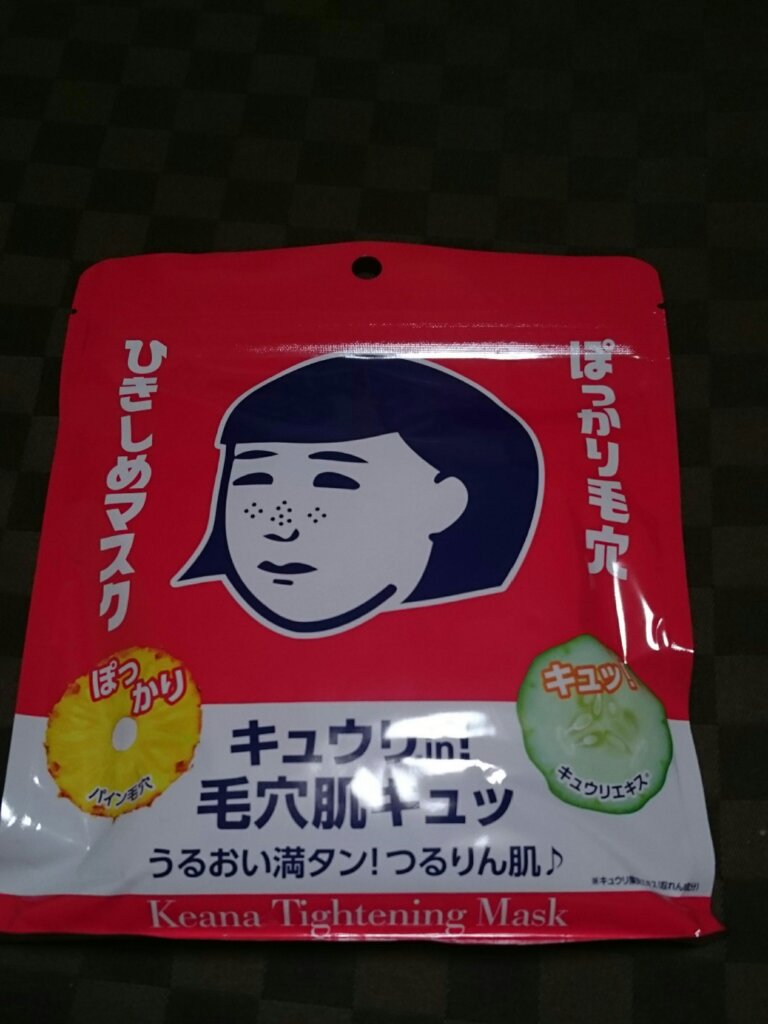 ぽっかり毛穴
ひきしめマスク
ぽっかり
パイン毛穴
キュッ!
キュウリエキス※
キュウリin!
毛穴肌キュッ
うるおい満タン!つるりん肌♪
Keana Tightening Mask